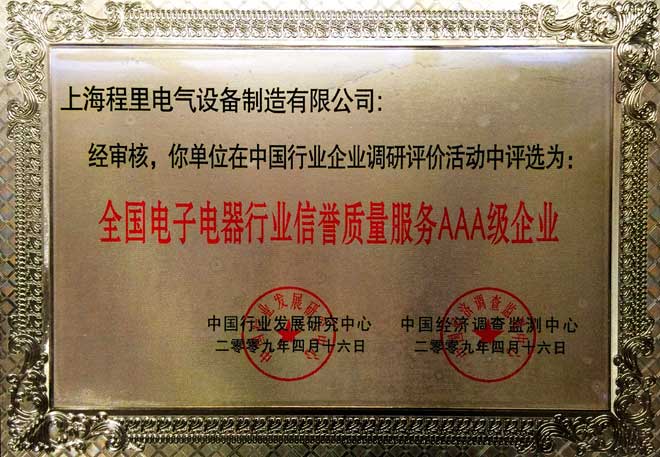 上海程里电气设备制造有限公司:
经审核，你单位在中国行业企业调研评价活动中评选为:
全国电子电器行业信誉质量服务AAA级企业
中国行业发展研究中心 中国经济调查监测中心
二零零九年四月十六日 二零零九年四月十六日